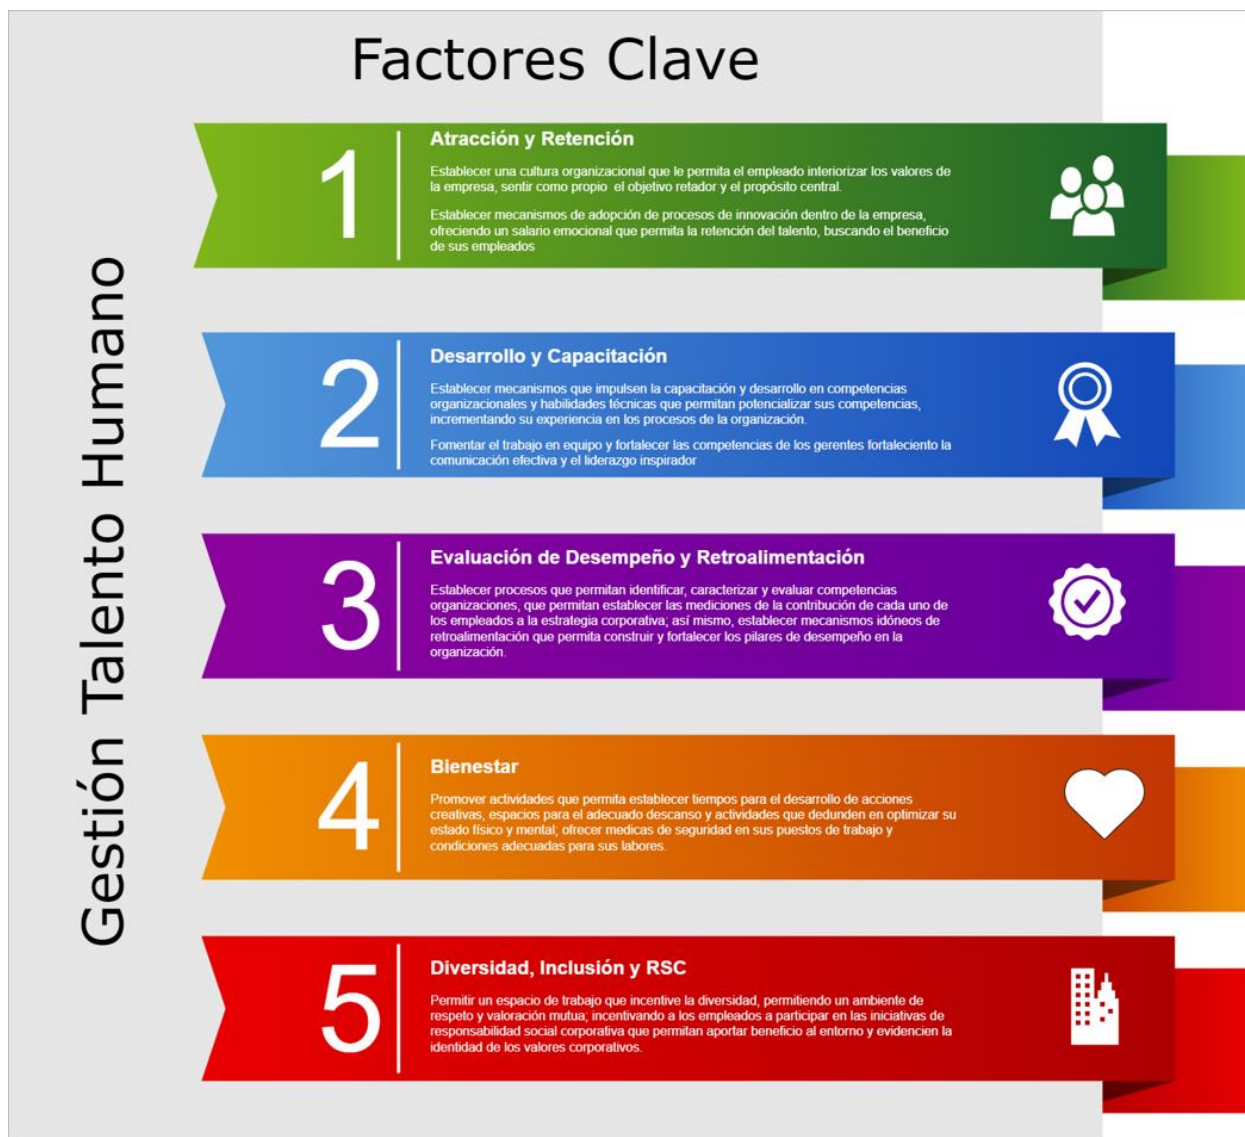 Factores Clave
Gestión Talento Humano
1
Atracción y Retención
Establecer una cultura organizacional que le permita el empleado interiorizar los valores de
la empresa, sentir como propio el objetivo retador y el propósito central.
Establecer mecanismos de adopción de procesos de innovación dentro de la empresa,
ofreciendo un salario emocional que permita la retención del talento, buscando el beneficio
de sus empleados
2
Desarrollo y Capacitación
Establecer mecanismos que impulsen la capacitación y desarrollo en competencias
organizacionales y habilidades técnicas que permitan potencializar sus competencias,
incrementando su experiencia en los procesos de la organización.
Fomentar el trabajo en equipo y fortalecer las competencias de los gerentes fortaleciento la
comunicación efectiva y el liderazgo inspirador
3
Evaluación de Desempeño y Retroalimentación
Establecer procesos que permitan identificar, caracterizar y evaluar competencias
organizaciones, que permitan establecer las mediciones de la contribución de cada uno de
los empleados a la estrategia corporativa; así mismo, establecer mecanismos idóneos de
retroalimentación que permita construir y fortalecer los pilares de desempeño en la
organización.
4
Bienestar
Promover actividades que permita establecer tiempos para el desarrollo de acciones
creativas, espacios para el adecuado descanso y actividades que dedunden en optimizar su
estado físico y mental; ofrecer medicas de seguridad en sus puestos de trabajo y
condiciones adecuadas para sus labores.
5
Diversidad, Inclusión y RSC
Permitir un espacio de trabajo que incentive la diversidad, permitiendo un ambiente de
respeto y valoración mutua; incentivando a los empleados a participar en las iniciativas de
responsabilidad social corporativa que permitan aportar beneficio al entorno y evidencien la
identidad de los valores corporativos.